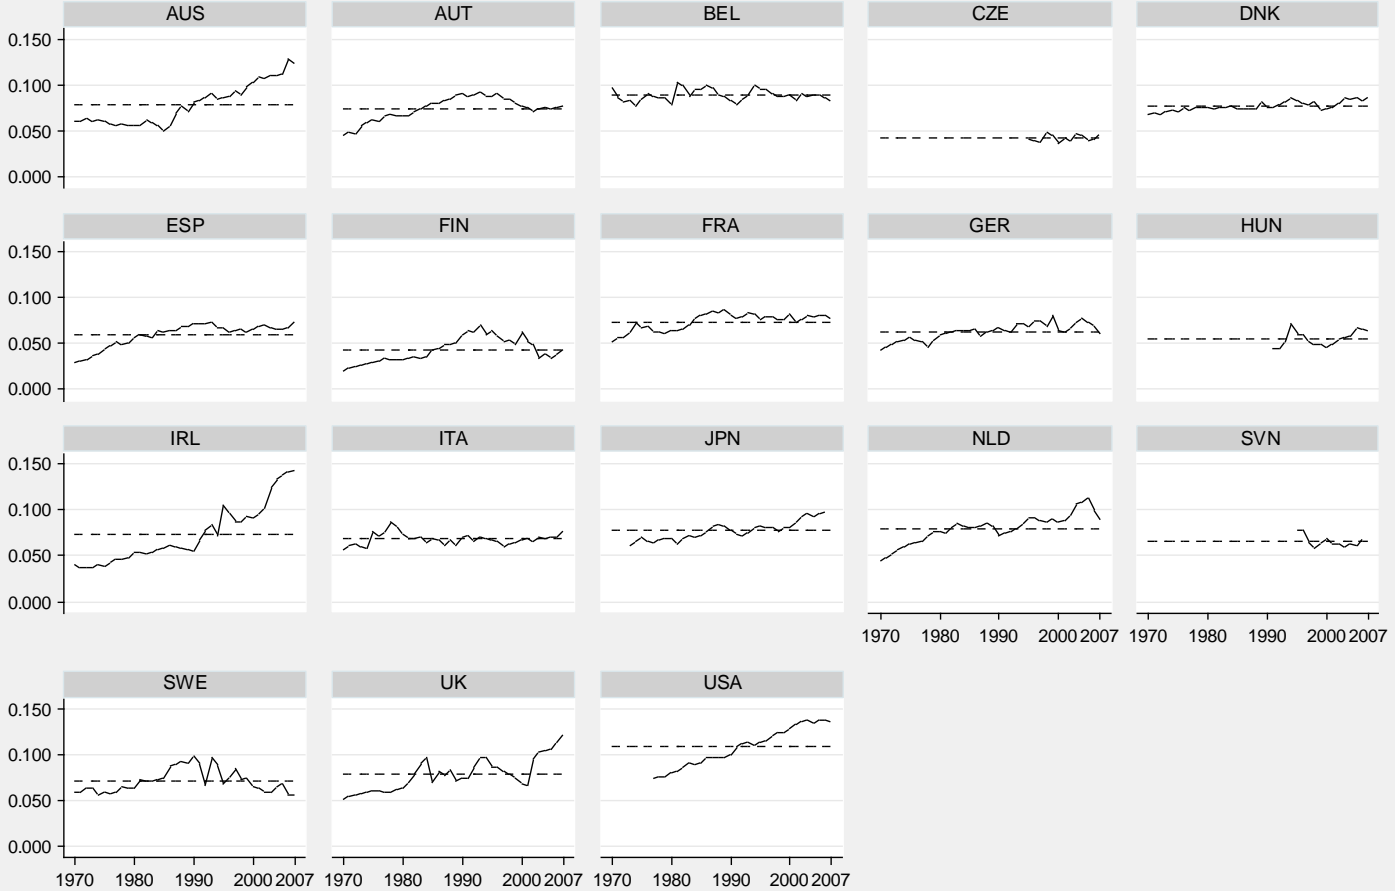 AUS AUT BEL CZE DNK
0.150
0.100
0.050
0.000
ESP FIN FRA GER HUN
0.150
0.100
0.050
0.000
IRL ITA JPN NLD SVN
0.150
0.100
0.050
0.000
1970 1980 1990 2000 2007 1970 1980 1990 2000 2007
SWE UK USA
0.150
0.100
0.050
0.000
1970 1980 1990 2000 2007 1970 1980 1990 2000 2007 1970 1980 1990 2000 2007